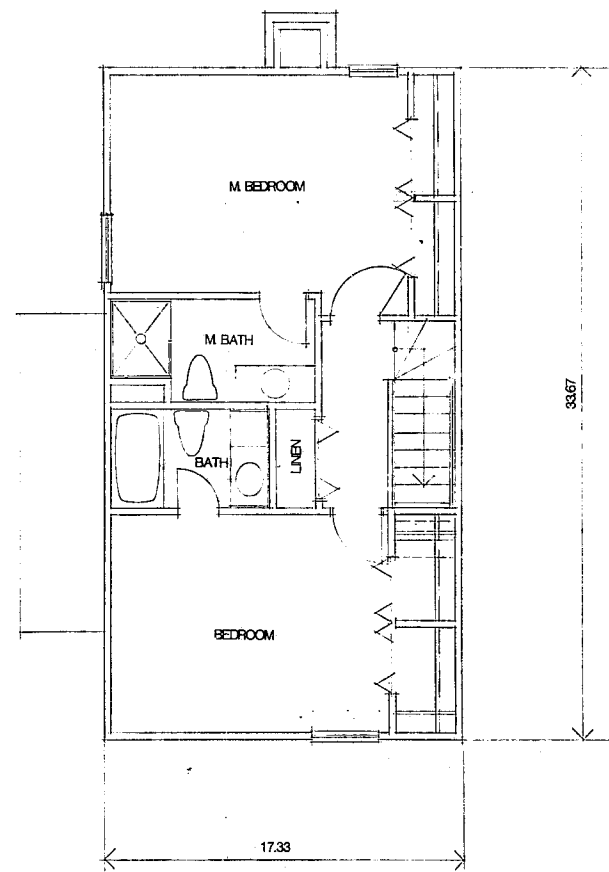 M. BEDROOM
M. BATH
33.67
LINEN
BATH
BEDROOM
17.33